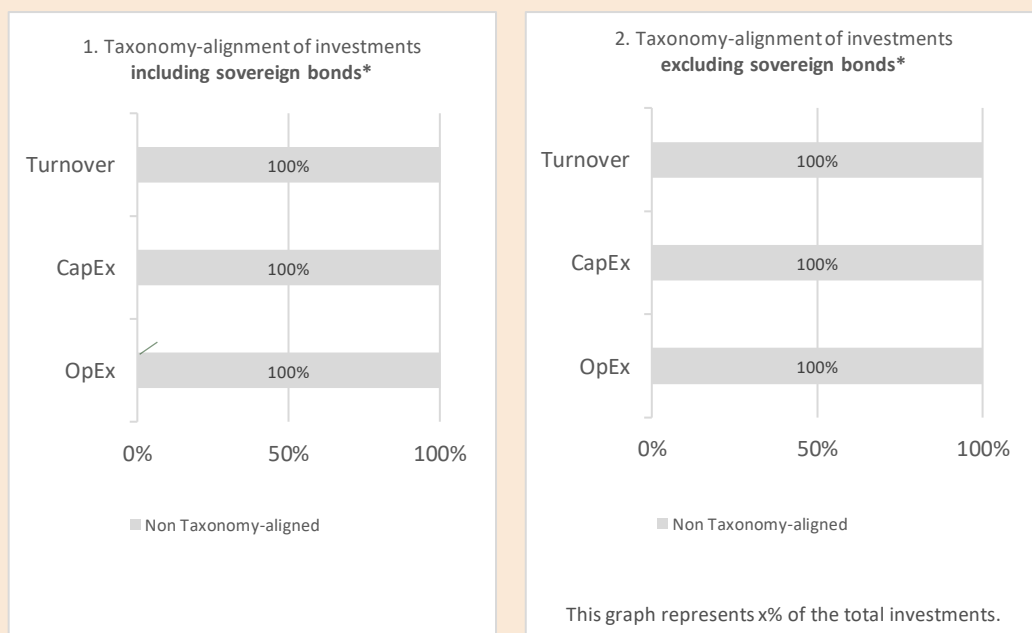 1. Taxonomy-alignment of investments
including sovereign bonds*
Turnover
100%
CapEx
100%
OpEx
100%
0% 50% 100%
Non Taxonomy-aligned
2. Taxonomy-alignment of investments
excluding sovereign bonds*
Turnover
100%
CapEx
100%
OpEx
100%
0% 50% 100%
Non Taxonomy-aligned
This graph represents x% of the total investments.